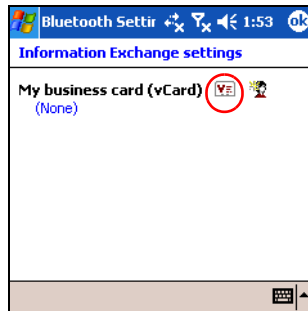 Bluetooth Settir 1:53 ok
Information Exchange settings
My business card (vCard)
(None)